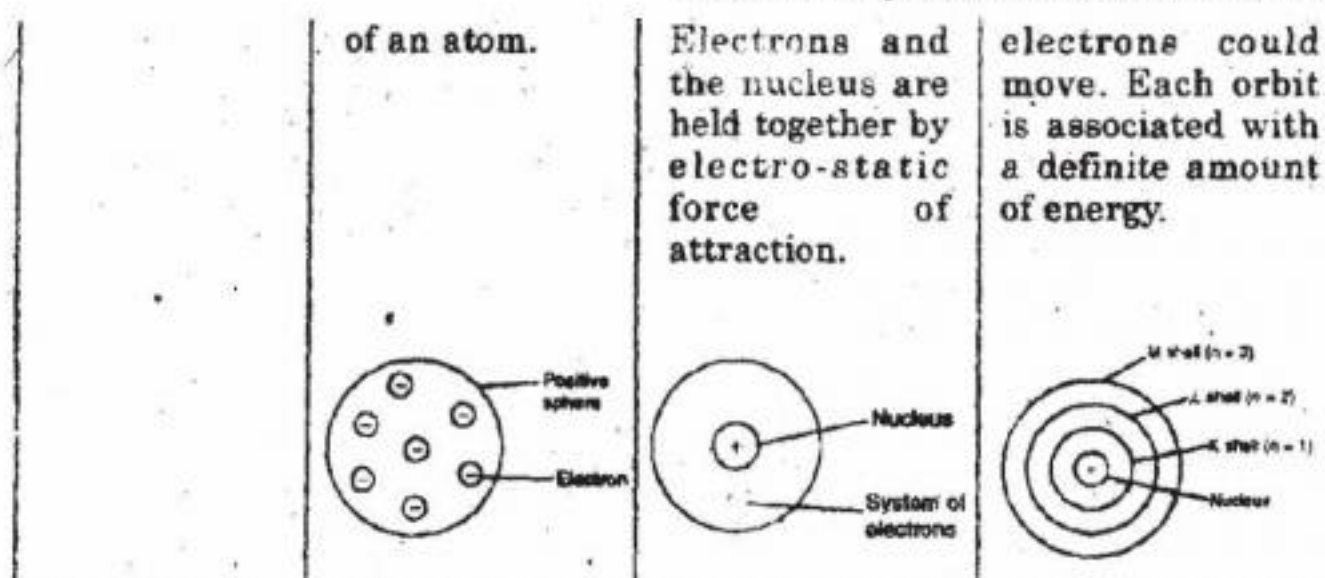 of an atom.
Electrons and
the nucleus are
held together by
electro-static
force of
attraction.
electrons could
move. Each orbit
is associated with
a definite amount
of energy.
Positive
sphere
Electron
Nucleus
System of
electrons
M shell (n = 3)
L shell (n = 2)
K shell (n = 1)
Nucleus